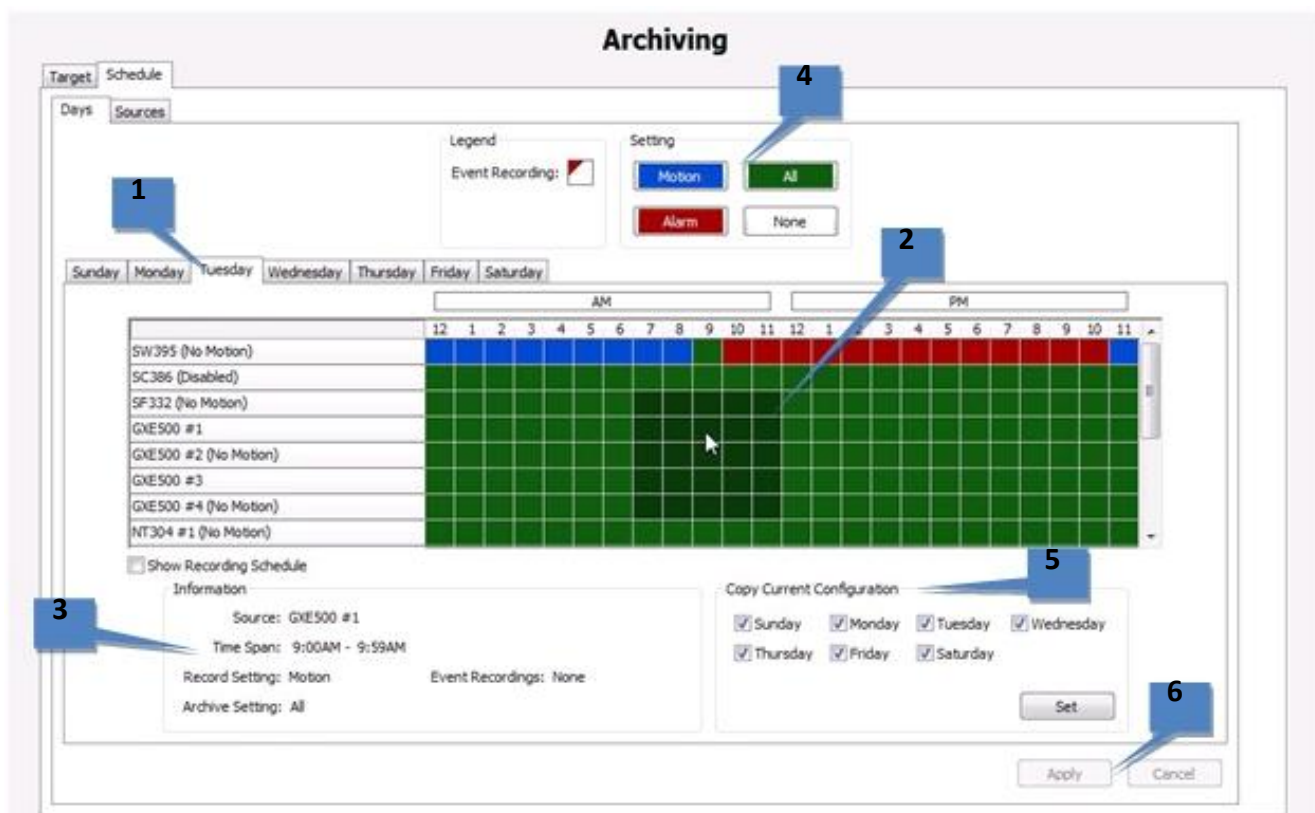 Archiving
Target Schedule
4
Days Sources
Legend Setting
Event Recording: Motion All
1
Alarm None
2
Sunday Monday Tuesday Wednesday Thursday Friday Saturday
AM PM
12 1 2 3 4 5 6 7 8 9 10 11 12 1 2 3 4 5 6 7 8 9 10 11
SW395 (No Motion)
SC386 (Disabled)
SF332 (No Motion)
GXE500 #1
GXE500 #2 (No Motion)
GXE500 #3
GXE500 #4 (No Motion)
NT304 #1 (No Motion)
Show Recording Schedule
5
Information Copy Current Configuration
3
Source: GXE500 #1
Sunday Monday Tuesday Wednesday
Time Span: 9:00AM - 9:59AM
Thursday Friday Saturday
Record Setting: Motion Event Recordings: None
6
Archive Setting: All Set
Apply Cancel